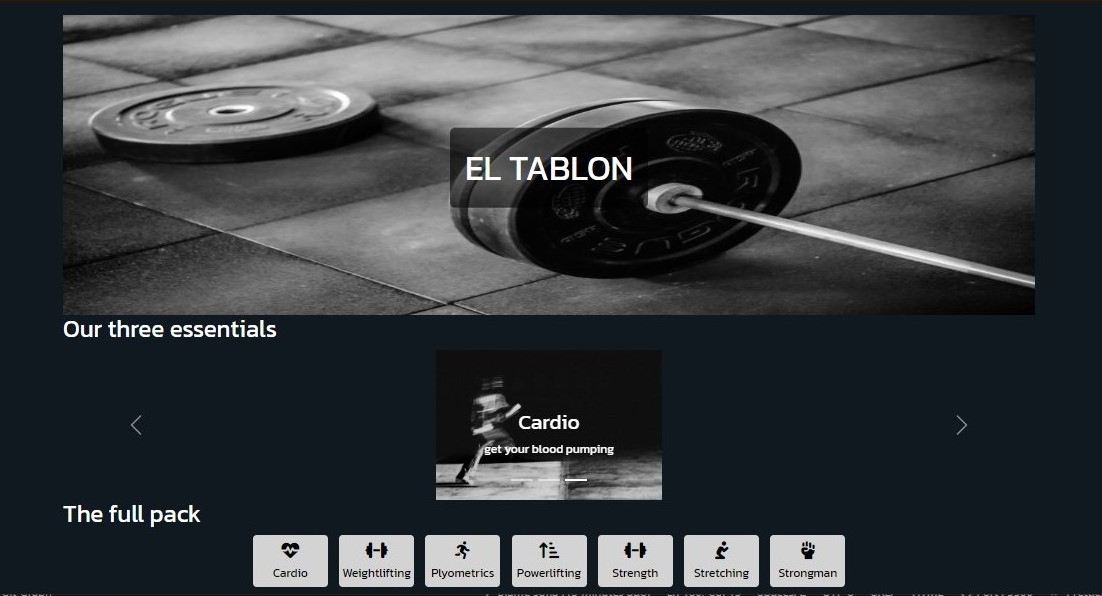 EL TABLON
Our three essentials
Cardio
get your blood pumping
The full pack
Cardio
Weightlifting
Plyometrics
Powerlifting
Strength
Stretching
Strongman